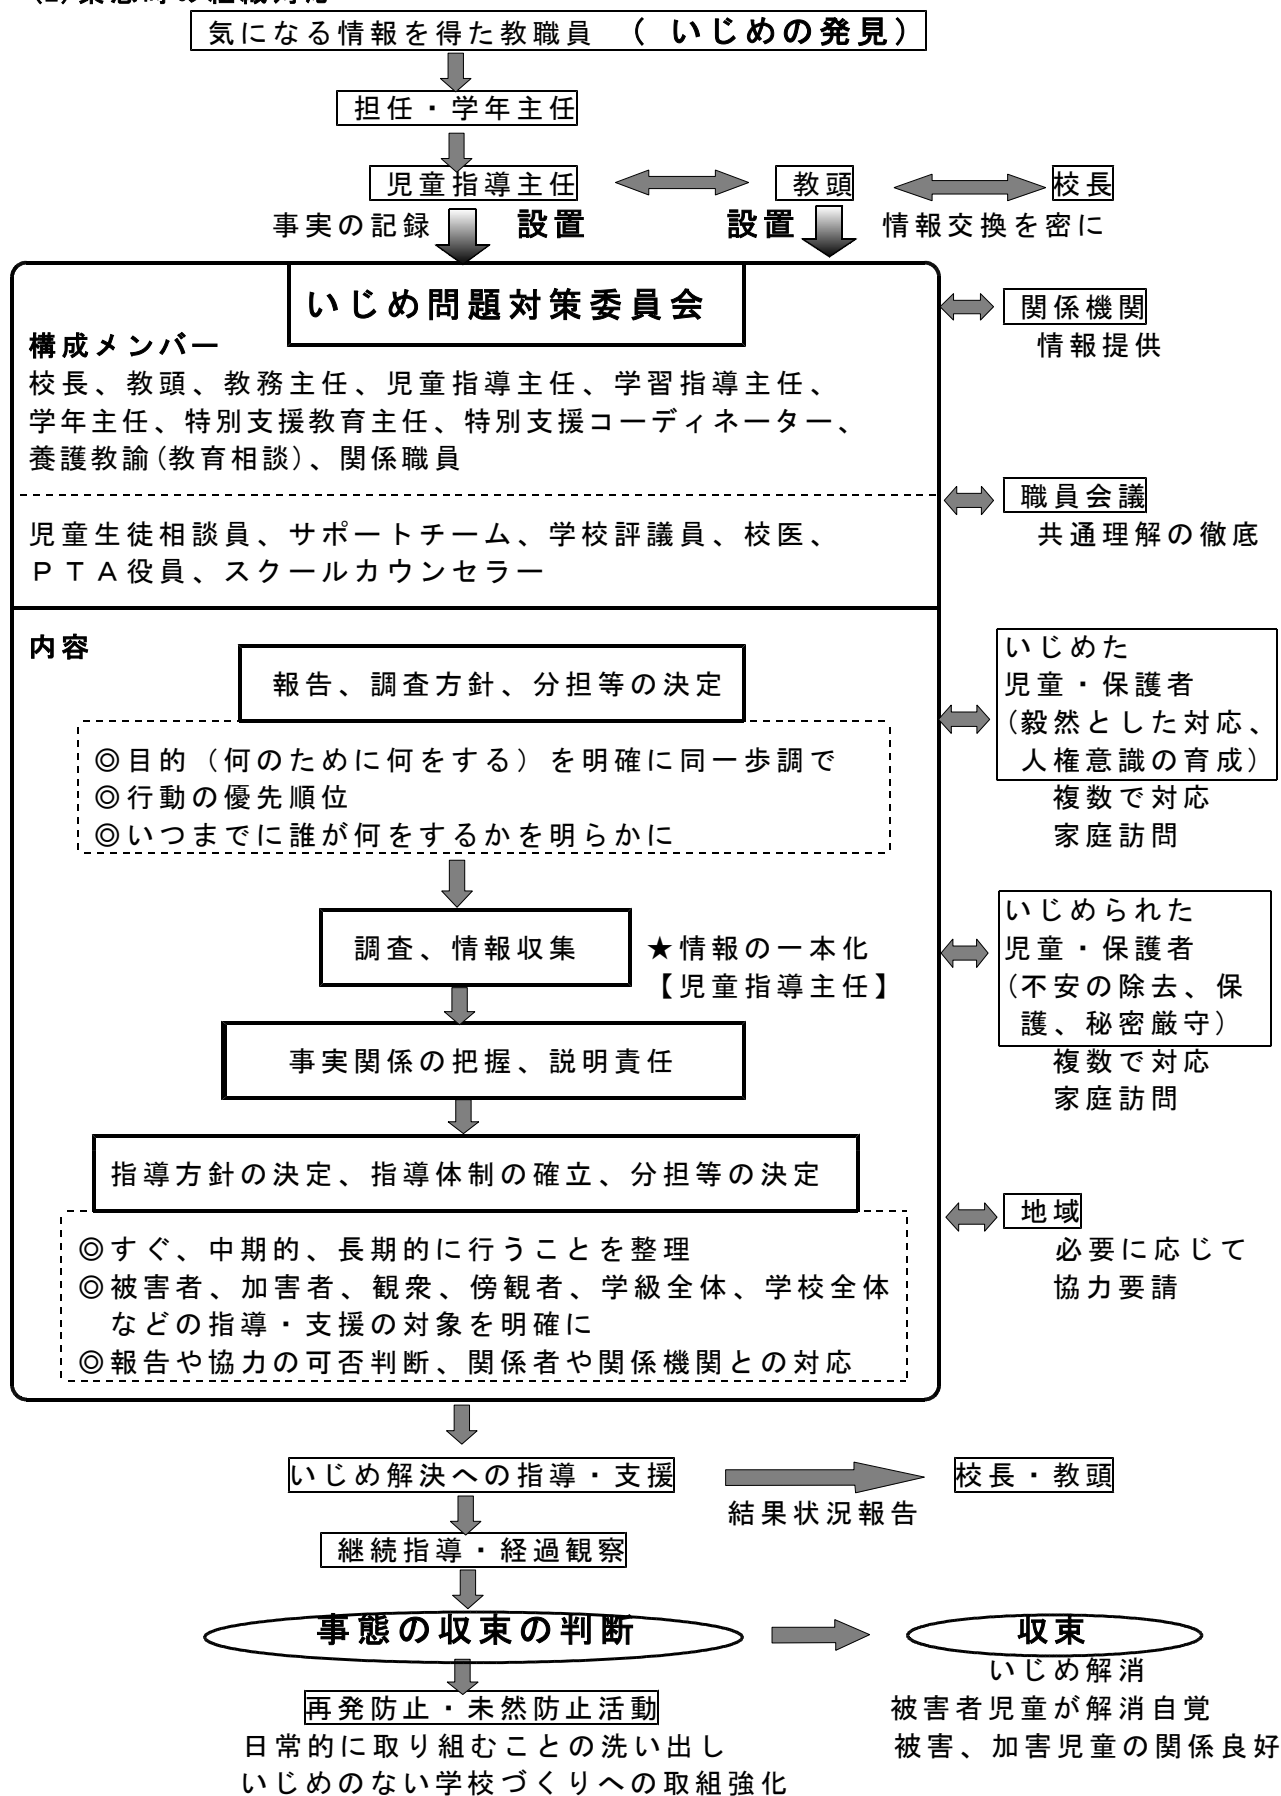 気になる情報を得た教職員 （ いじめの発見）
担任・学年主任
児童指導主任
教頭
校長
事実の記録
設置
設置
情報交換を密に
いじめ問題対策委員会
構成メンバー
校長、教頭、教務主任、児童指導主任、学習指導主任、
学年主任、特別支援教育主任、特別支援コーディネーター、
養護教諭(教育相談)、関係職員
児童生徒相談員、サポートチーム、学校評議員、校医、
ＰＴＡ役員、スクールカウンセラー
関係機関
情報提供
職員会議
共通理解の徹底
内容
報告、調査方針、分担等の決定
◎目的（何のために何をする）を明確に同一歩調で
◎行動の優先順位
◎いつまでに誰が何をするかを明らかに
いじめた
児童・保護者
(毅然とした対応、
人権意識の育成)
複数で対応
家庭訪問
調査、情報収集
★情報の一本化
【児童指導主任】
いじめられた
児童・保護者
(不安の除去、保
護、秘密厳守)
複数で対応
家庭訪問
事実関係の把握、説明責任
指導方針の決定、指導体制の確立、分担等の決定
◎すぐ、中期的、長期的に行うことを整理
◎被害者、加害者、観衆、傍観者、学級全体、学校全体
などの指導・支援の対象を明確に
◎報告や協力の可否判断、関係者や関係機関との対応
地域
必要に応じて
協力要請
いじめ解決への指導・支援
結果状況報告
校長・教頭
継続指導・経過観察
事態の収束の判断
収束
いじめ解消
被害者児童が解消自覚
被害、加害児童の関係良好
再発防止・未然防止活動
日常的に取り組むことの洗い出し
いじめのない学校づくりへの取組強化